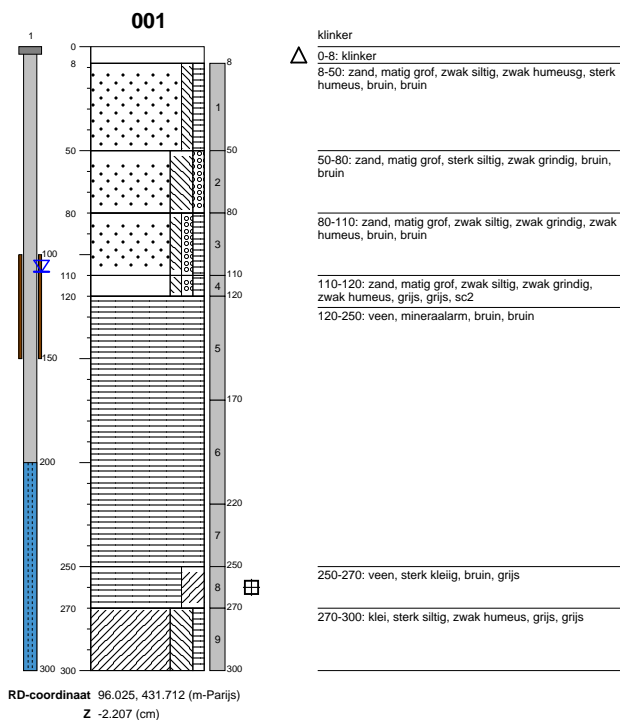 001
1
klinker
0
0-8: klinker
8
8
8-50: zand, matig grof, zwak siltig, zwak humeusg, sterk
humeus, bruin, bruin
1
50
50
50-80: zand, matig grof, sterk siltig, zwak grindig, bruin,
bruin
2
80
80
80-110: zand, matig grof, zwak siltig, zwak grindig, zwak
humeus, bruin, bruin
3
100
110
110
110-120: zand, matig grof, zwak siltig, zwak grindig,
zwak humeus, grijs, grijs, sc2
4
120
120
120-250: veen, mineraalarm, bruin, bruin
5
150
150
170
6
200
200
220
7
250
250
250-270: veen, sterk kleiig, bruin, grijs
8
270
270
270-300: klei, sterk siltig, zwak humeus, grijs, grijs
9
300
300
300
RD-coordinaat 96.025, 431.712 (m-Parijs)
Z -2.207 (cm)